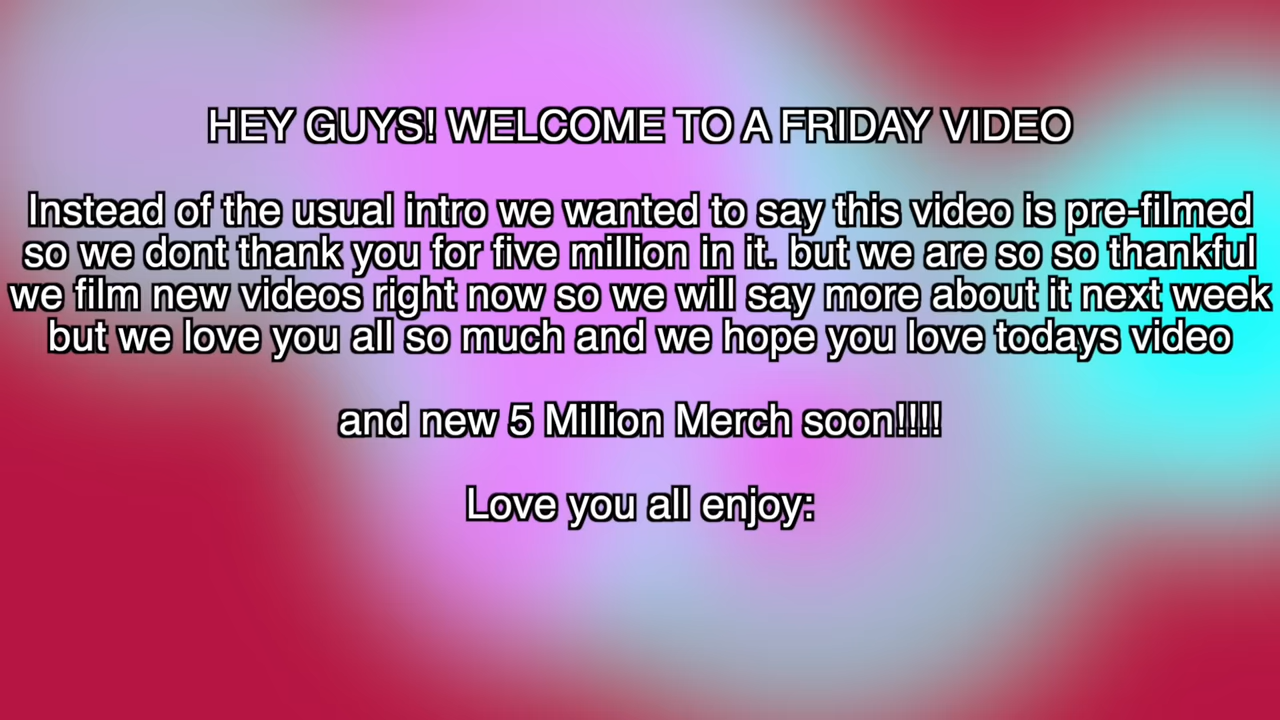 HEY GUYS! WELCOME TO A FRIDAY VIDEO
Instead of the usual intro we wanted to say this video is pre-filmed
so we dont thank you for five million in it. but we are so so thankful
we film new videos right now so we will say more about it next week
but we love you all so much and we hope you love todays video
and new 5 Million Merch soon!!!!
Love you all enjoy: